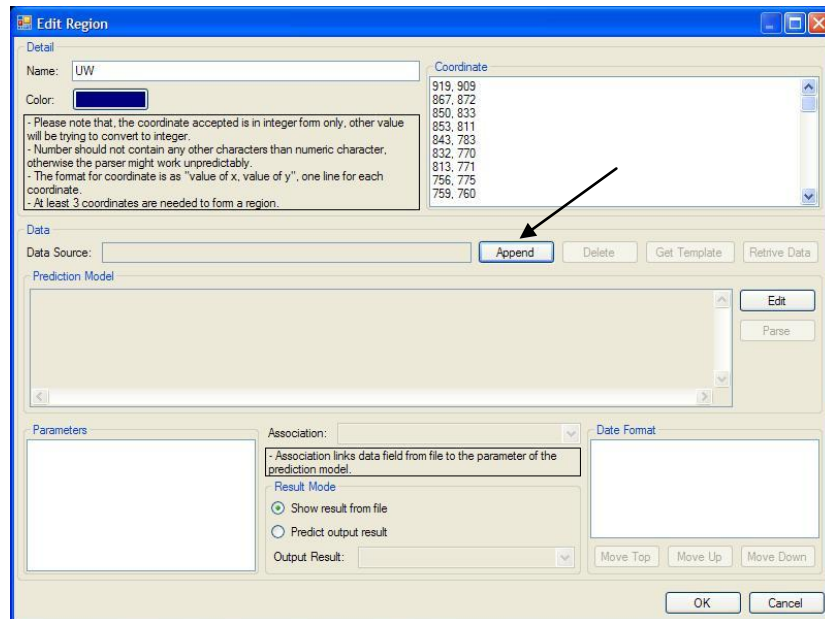 Edit Region
Detail
Name: UW
Color:
- Please note that, the coordinate accepted is in integer form only, other value
will be trying to convert to integer.
- Number should not contain any other characters than numeric character,
otherwise the parser might work unpredictably.
- The format for coordinate is as "value of x, value of y", one line for each
coordinate.
- At least 3 coordinates are needed to form a region.
Coordinate
919, 909
867, 872
850, 833
853, 811
843, 783
832, 770
813, 771
756, 775
759, 760
Data
Data Source: Append Delete Get Template Retrive Data
Prediction Model
Edit
Parse
Parameters
Association:
- Association links data field from file to the parameter of the
prediction model.
Result Mode
Show result from file
Predict output result
Output Result:
Date Format
Move Top Move Up Move Down
OK Cancel